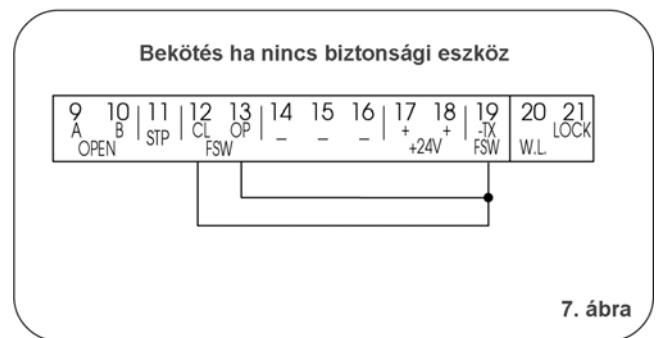 Bekötés ha nincs biztonsági eszköz
9 10 11 12 13 14 15 16 17 18 19 20 21
A B STP CL OP _ _ _ + + -TX LOCK
OPEN FSW +24V FSW W.L.
7. ábra